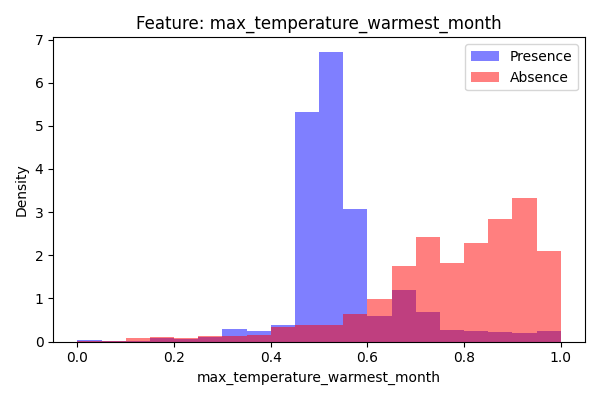 Feature: max_temperature_warmest_month
Presence
Absence
Density
7
6
5
4
3
2
1
0
0.0 0.2 0.4 0.6 0.8 1.0
max_temperature_warmest_month